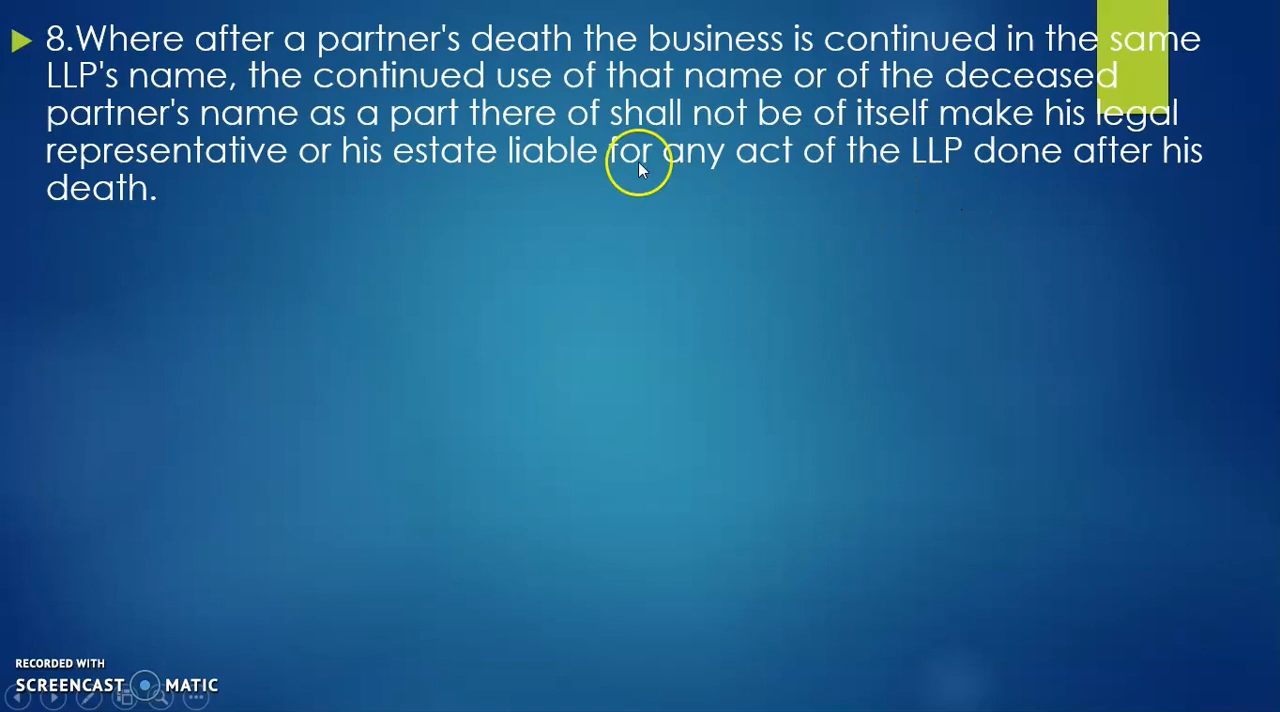 8.Where after a partner's death the business is continued in the same
LLP's name, the continued use of that name or of the deceased
partner's name as a part there of shall not be of itself make his legal
representative or his estate liable for any act of the LLP done after his
death.
RECORDED WITH
SCREENCAST MATIC